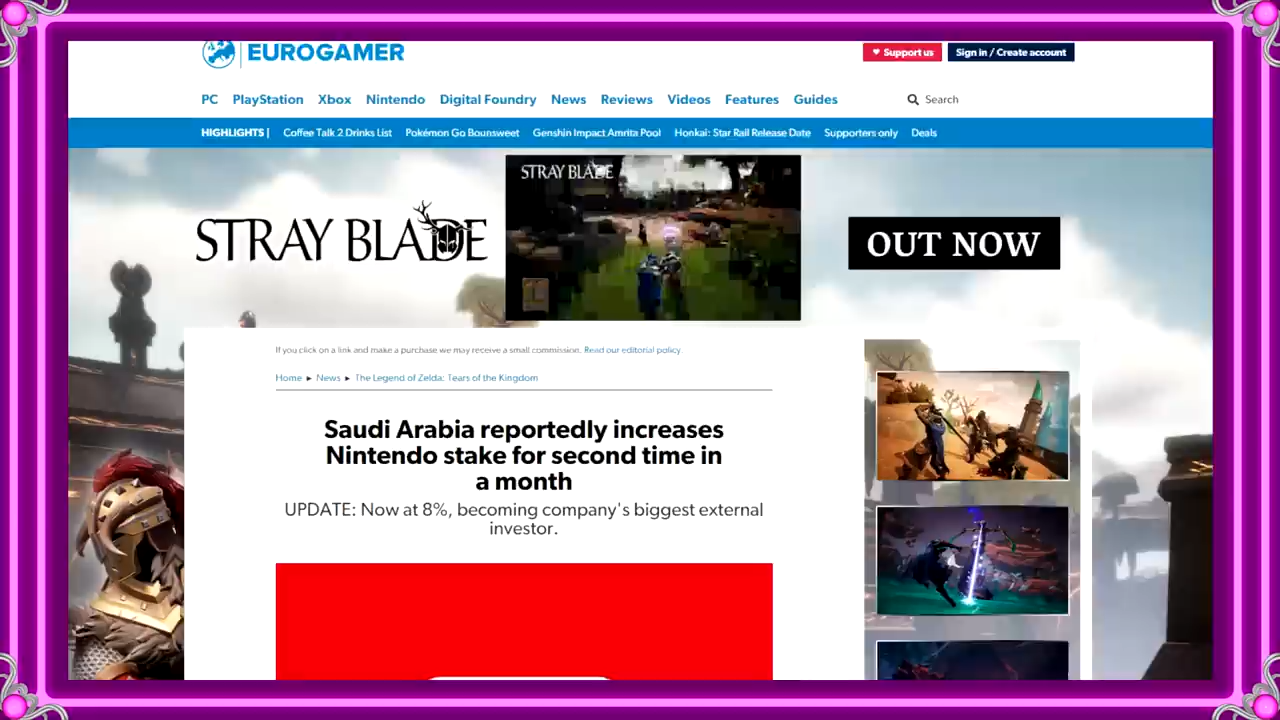 EUROGAMER
♥ Support us
Sign in / Create account
PC PlayStation Xbox Nintendo Digital Foundry News Reviews Videos Features Guides Search
HIGHLIGHTS | Coffee Talk 2 Drinks List Pokémon Go Bounsweet Genshin Impact Amrita Pool Honkai: Star Rail Release Date Supporters only Deals
STRAY BLADE
STRAY BLADE
OUT NOW
If you click on a link and make a purchase we may receive a small commission. Read our editorial policy.
Home ▸ News ▸ The Legend of Zelda: Tears of the Kingdom
Saudi Arabia reportedly increases
Nintendo stake for second time in
a month
UPDATE: Now at 8%, becoming company's biggest external
investor.